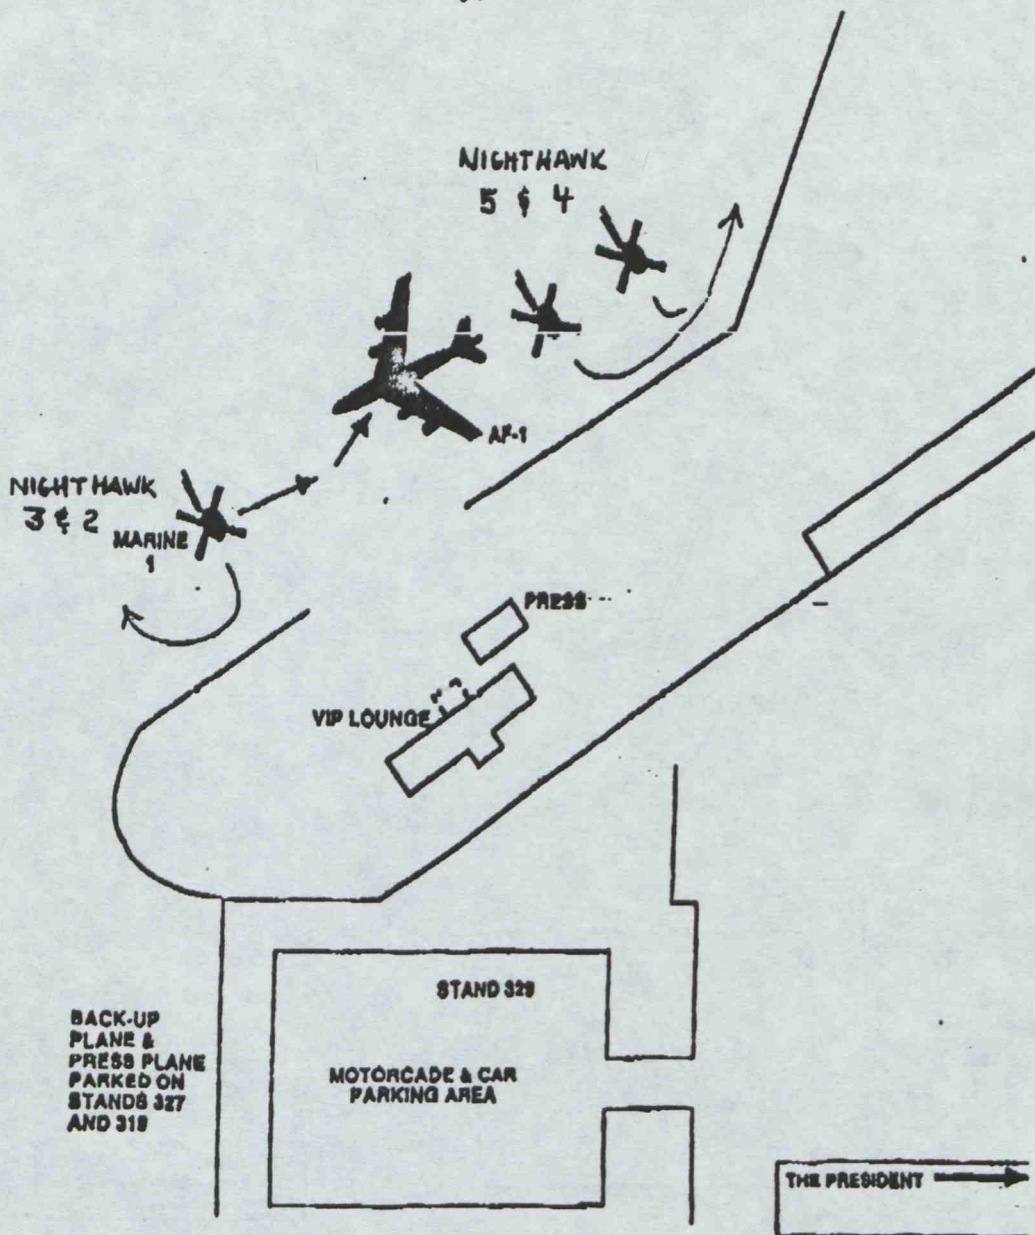 NIGHTHAWK
5 & 4
AF-1
NIGHTHAWK
3 & 2
MARINE
1
PRESS
VIP LOUNGE
STAND 329
BACK-UP
PLANE &
PRESS PLANE
PARKED ON
STANDS 327
AND 319
MOTORCADE & CAR
PARKING AREA
THE PRESIDENT